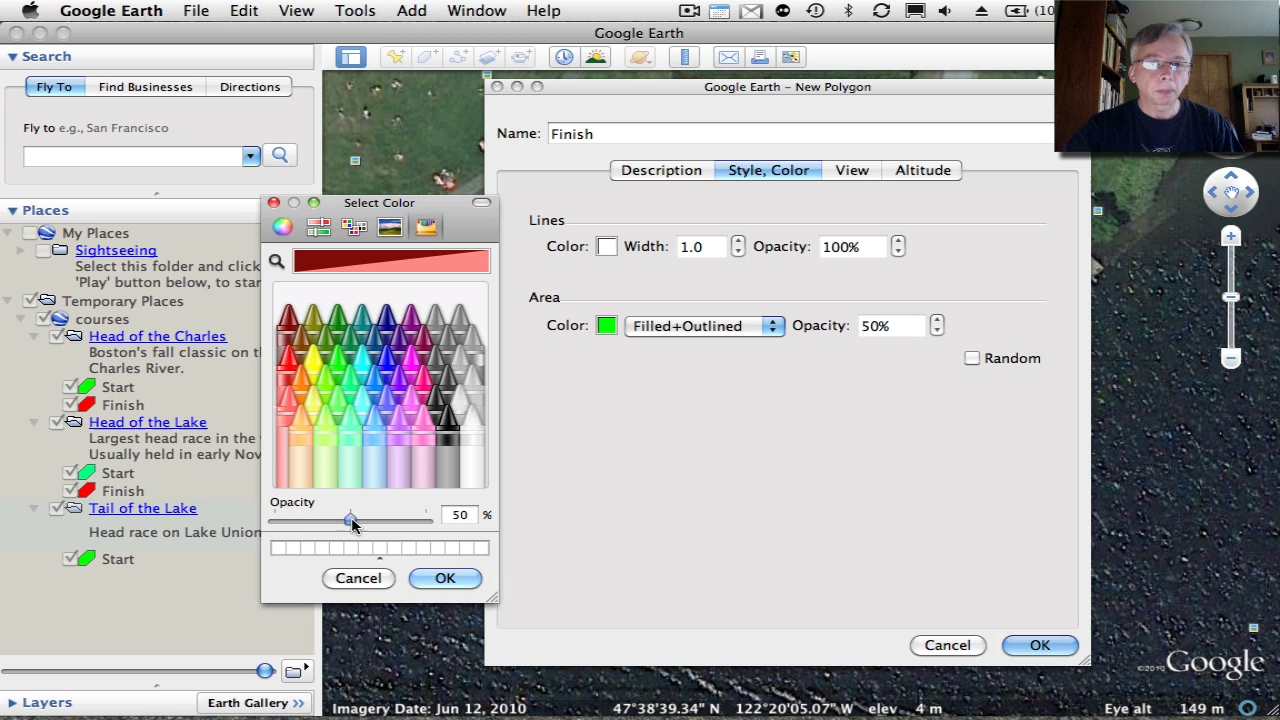 Google Earth File Edit View Tools Add Window Help (10
Google Earth
Search
Fly To Find Businesses Directions
Fly to e.g., San Francisco
Places
My Places
Sightseeing
Select this folder and click
'Play' button below, to star
Temporary Places
courses
Head of the Charles
Boston's fall classic on t
Charles River.
Start
Finish
Head of the Lake
Largest head race in the
Usually held in early Nov
Start
Finish
Tail of the Lake
Head race on Lake Union
Start
Layers
Earth Gallery >>
Select Color
Opacity
50 %
Cancel OK
Google Earth - New Polygon
Name: Finish
Description Style, Color View Altitude
Lines
Color: Width: 1.0 Opacity: 100%
Area
Color: Filled+Outlined Opacity: 50%
Random
Cancel OK
©2010 Google
Imagery Date: Jun 12, 2010 47°38'39.34" N 122°20'05.07" W elev 4 m Eye alt 149 m